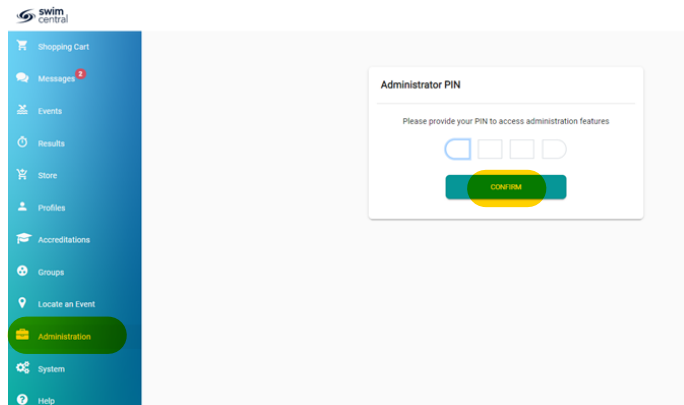 swim
central
Shopping Cart
Messages 2
Events
Results
Store
Profiles
Accreditations
Groups
Locate an Event
Administration
System
Help
Administrator PIN
Please provide your PIN to access administration features
CONFIRM